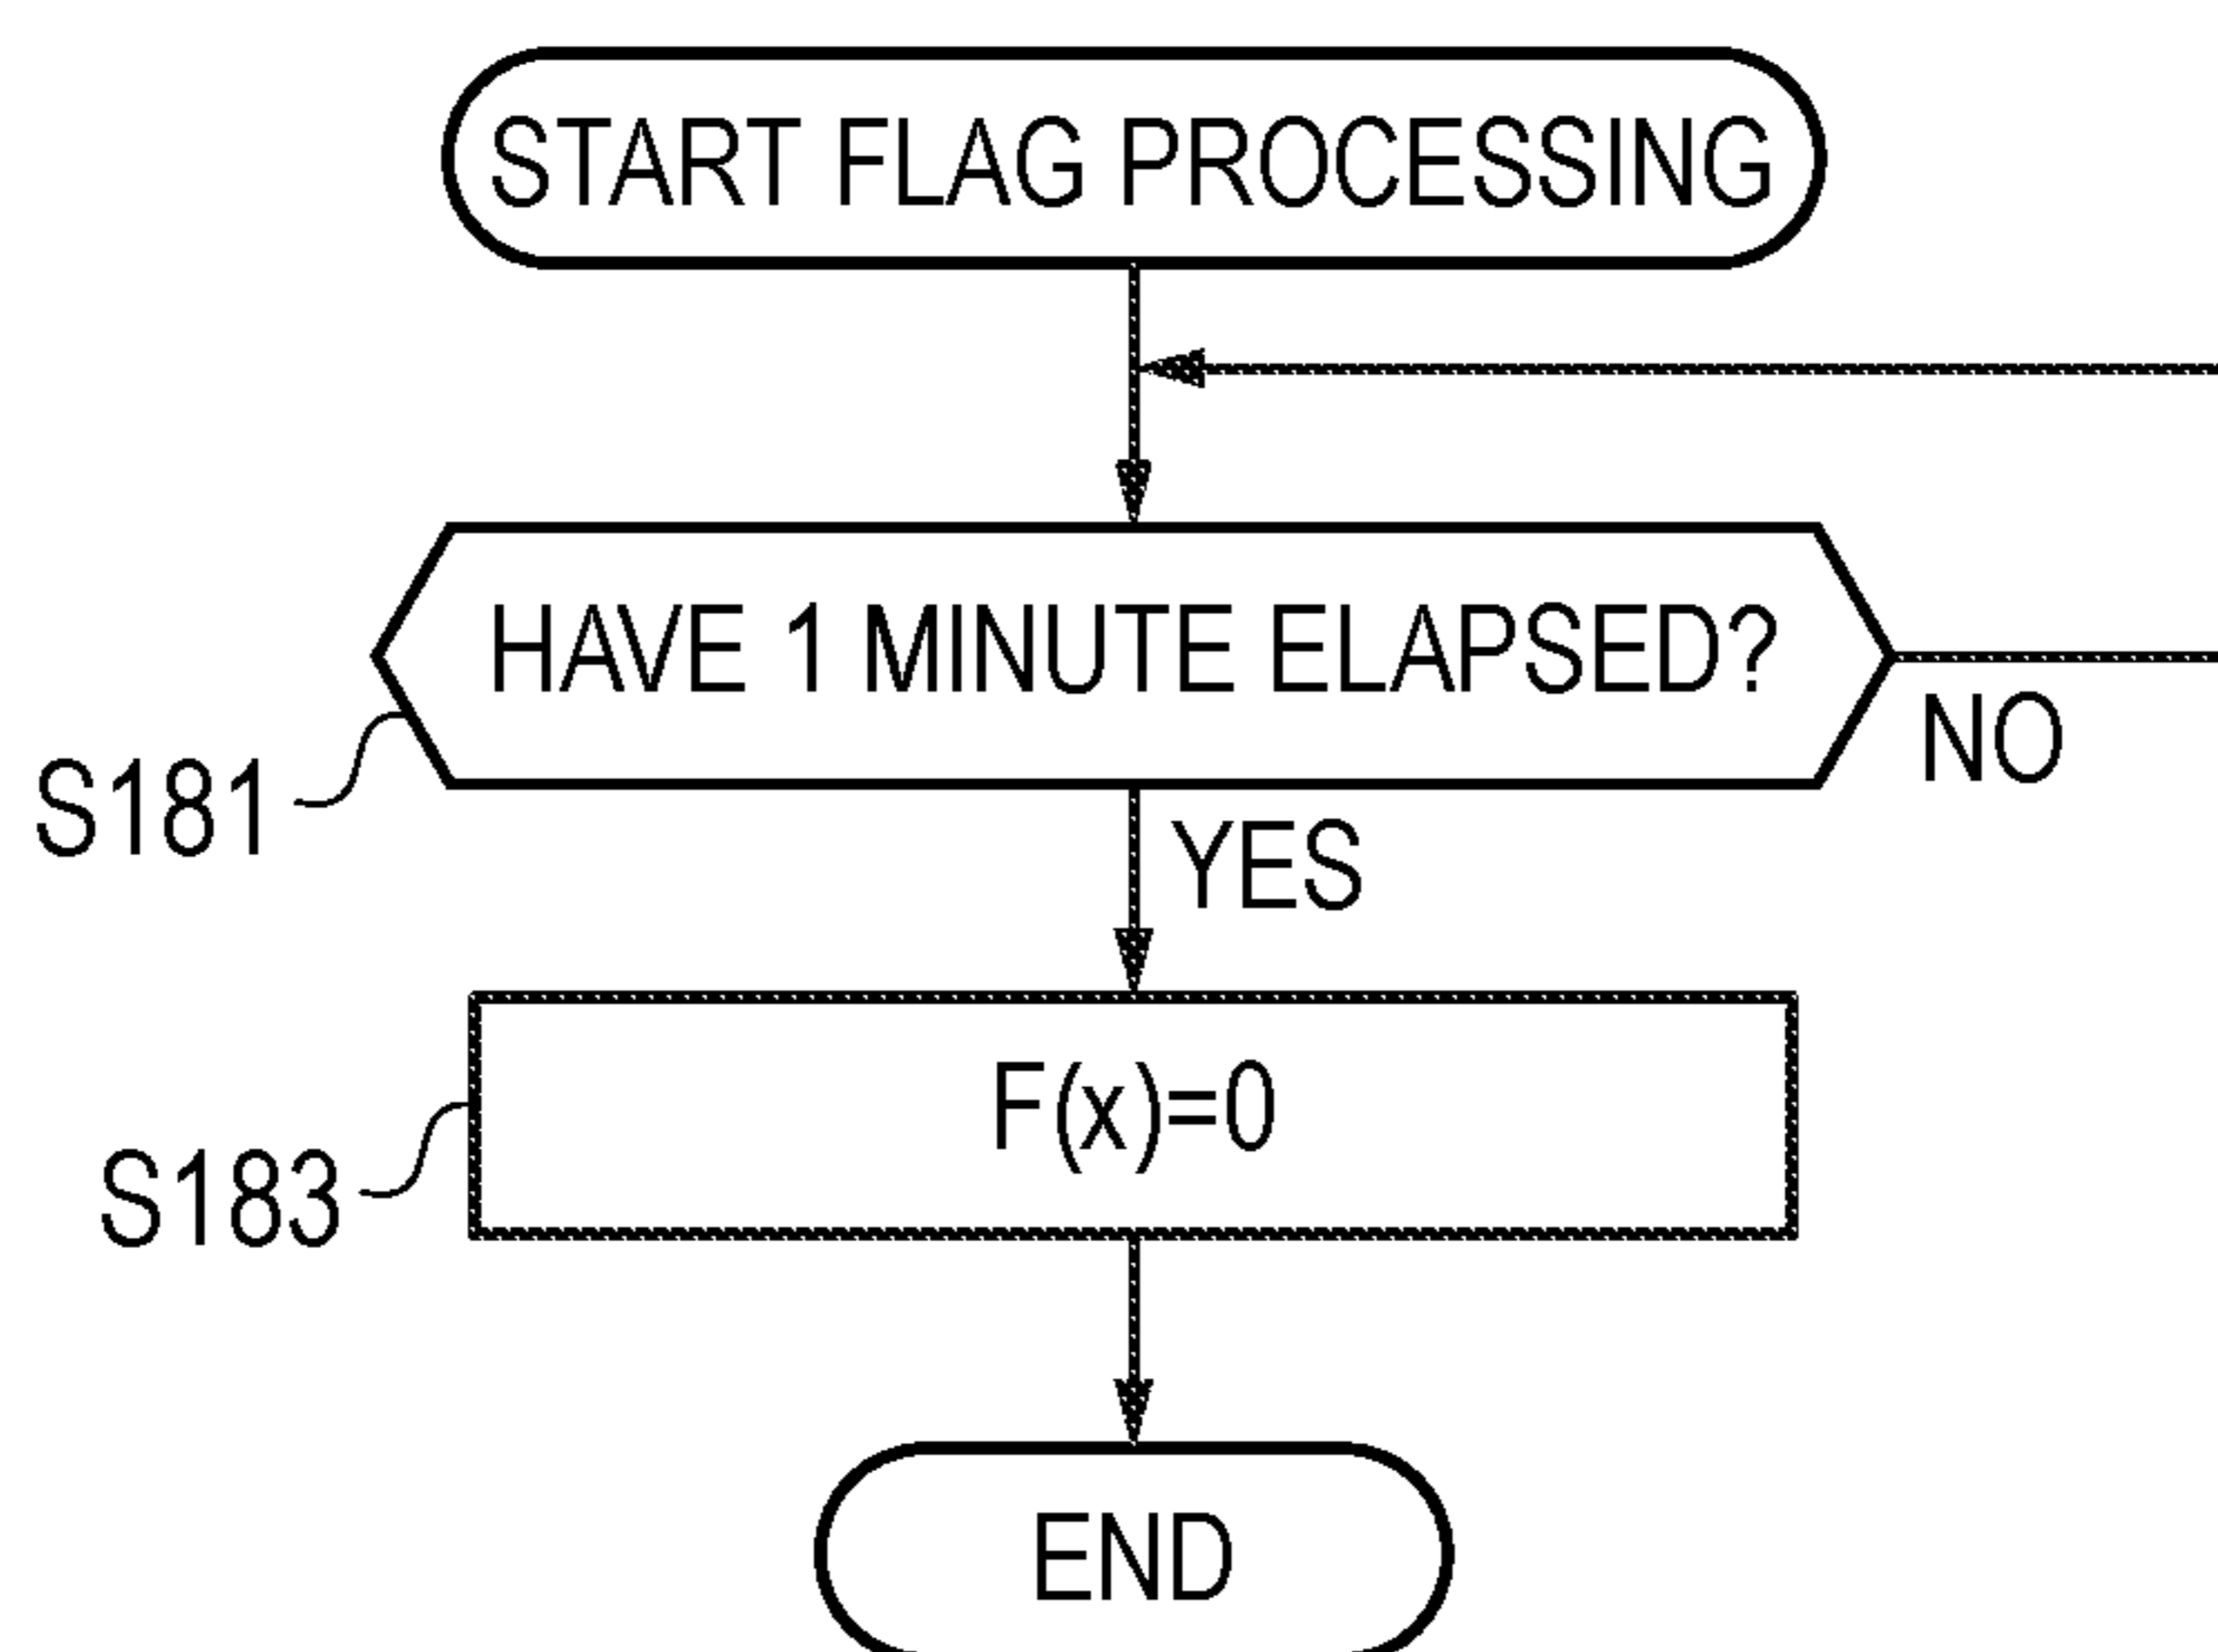 START FLAG PROCESSING
HAVE 1 MINUTE ELAPSED?
NO
S181
YES
F(x)=0
S183
END